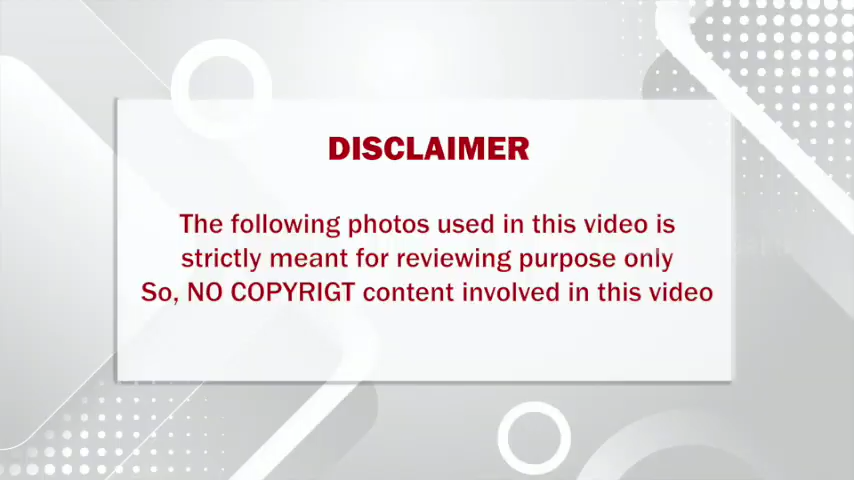 DISCLAIMER
The following photos used in this video is
strictly meant for reviewing purpose only
So, NO COPYRIGT content involved in this video